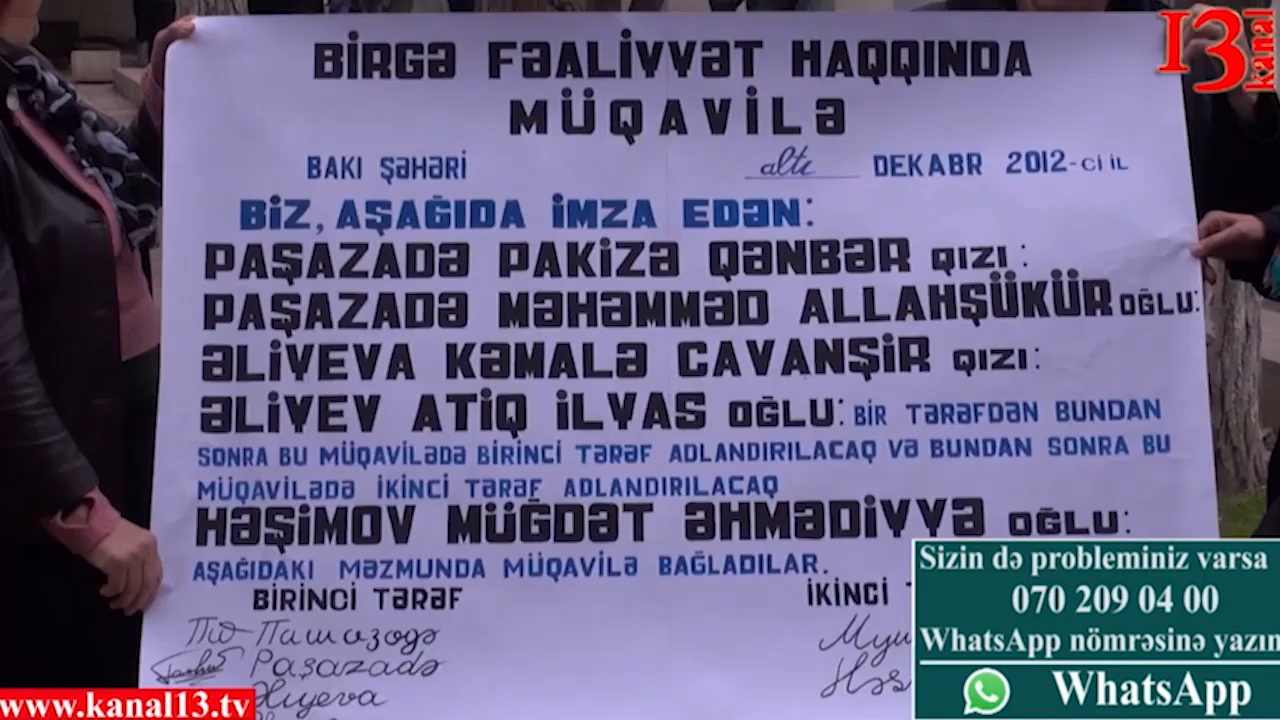 13 kanal
BİRGƏ FƏALİYYƏT HAQQINDA
MÜQAVİLƏ
BAKI ŞƏHƏRİ altı DEKABR 2012-Cİ İL
BİZ, AŞAĞIDA İMZA EDƏN:
PAŞAZADƏ PAKİZƏ QƏNBƏR QIZI:
PAŞAZADƏ MƏHƏMMƏD ALLAHŞÜKÜR OĞLU:
ƏLİYEVA KƏMALƏ CAVANŞİR QIZI:
ƏLİYEV ATİQ İLYAS OĞLU: BİR TƏRƏFDƏN BUNDAN
SONRA BU MÜQAVİLƏDƏ BİRİNCİ TƏRƏF ADLANDIRILACAQ VƏ BUNDAN SONRA BU
MÜQAVİLƏDƏ İKİNCİ TƏRƏF ADLANDIRILACAQ
HƏŞİMOV MÜĞDƏT ƏHMƏDİYYƏ OĞLU:
AŞAĞIDAKI MƏZMUNDA MÜQAVİLƏ BAĞLADILAR.
BİRİNCİ TƏRƏF İKİNCİ T
Пашазадə
Paşazadə
Sizin də probleminiz varsa
070 209 04 00
WhatsApp nömrəsinə yazın
WhatsApp
www.kanal13.tv